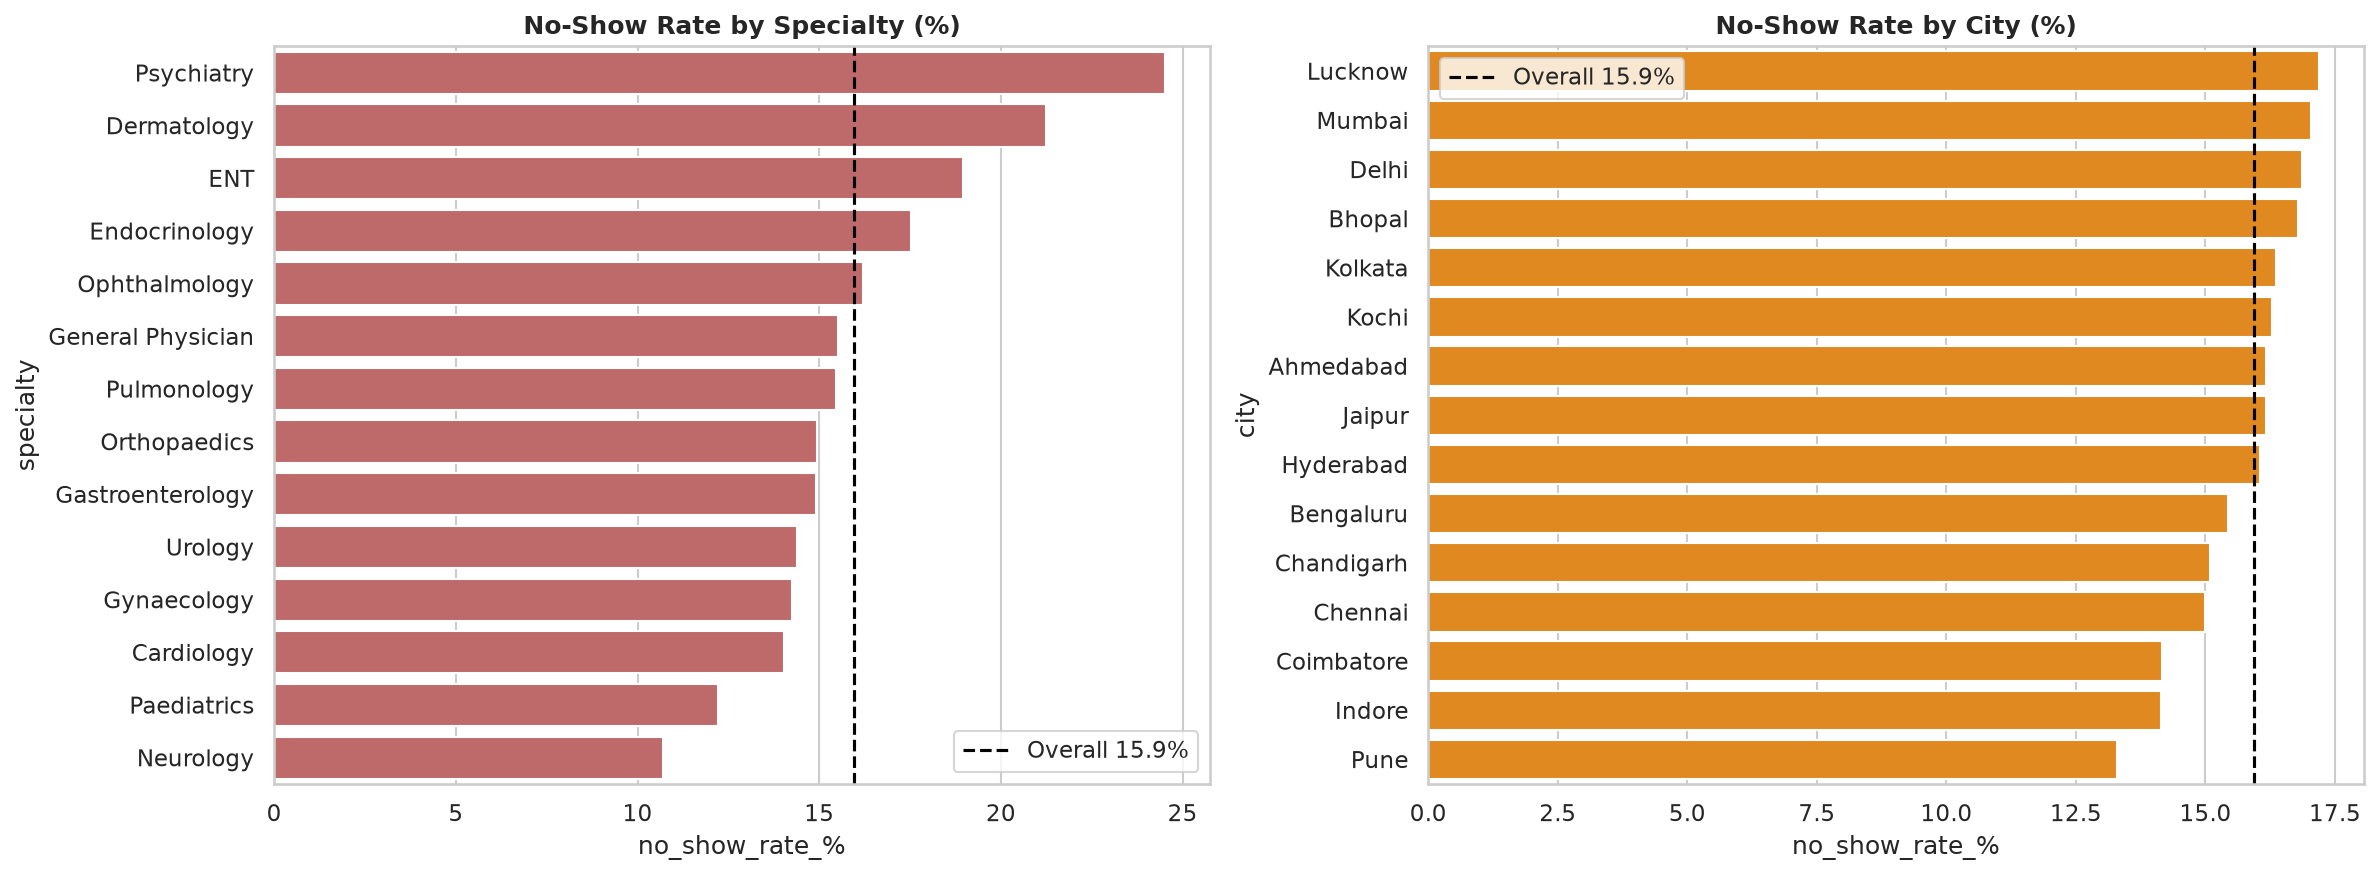 No-Show Rate by Specialty (%)
Psychiatry
Dermatology
ENT
Endocrinology
Ophthalmology
General Physician
Pulmonology
Orthopaedics
Gastroenterology
Urology
Gynaecology
Cardiology
Paediatrics
Neurology
specialty
Overall 15.9%
0 5 10 15 20 25
no_show_rate_%
No-Show Rate by City (%)
Lucknow
Mumbai
Delhi
Bhopal
Kolkata
Kochi
Ahmedabad
Jaipur
Hyderabad
Bengaluru
Chandigarh
Chennai
Coimbatore
Indore
Pune
city
Overall 15.9%
0.0 2.5 5.0 7.5 10.0 12.5 15.0 17.5
no_show_rate_%